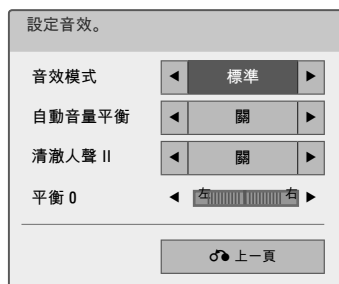 設定音效。
音效模式 ◀ 標準 ▶
自動音量平衡 ◀ 關 ▶
清澈人聲 II ◀ 關 ▶
平衡 0 ◀ 左 右 ▶
上一頁